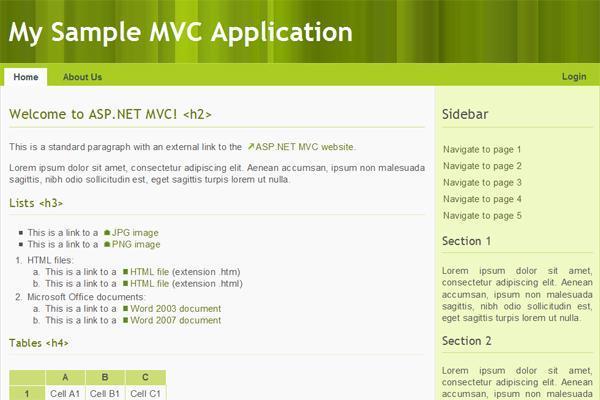 My Sample MVC Application
Home
About Us
Login
Welcome to ASP.NET MVC! <h2>
This is a standard paragraph with an external link to the ASP.NET MVC website.
Lorem ipsum dolor sit amet, consectetur adipiscing elit. Aenean accumsan, ipsum non malesuada
sagittis, nibh odio sollicitudin est, eget sagittis turpis lorem ut nulla.
Lists <h3>
This is a link to a JPG image
This is a link to a PNG image
1. HTML files:
a. This is a link to a HTML file (extension .htm)
b. This is a link to a HTML file (extension .html)
2. Microsoft Office documents:
a. This is a link to a Word 2003 document
b. This is a link to a Word 2007 document
Tables <h4>
A B C
1 Cell A1 Cell B1 Cell C1
Sidebar
Navigate to page 1
Navigate to page 2
Navigate to page 3
Navigate to page 4
Navigate to page 5
Section 1
Lorem ipsum dolor sit amet,
consectetur adipiscing elit. Aenean
accumsan, ipsum non malesuada
sagittis, nibh odio sollicitudin est,
eget sagittis turpis lorem ut nulla.
Section 2
Lorem ipsum dolor sit amet,
consectetur adipiscing elit. Aenean
accumsan, ipsum non malesuada